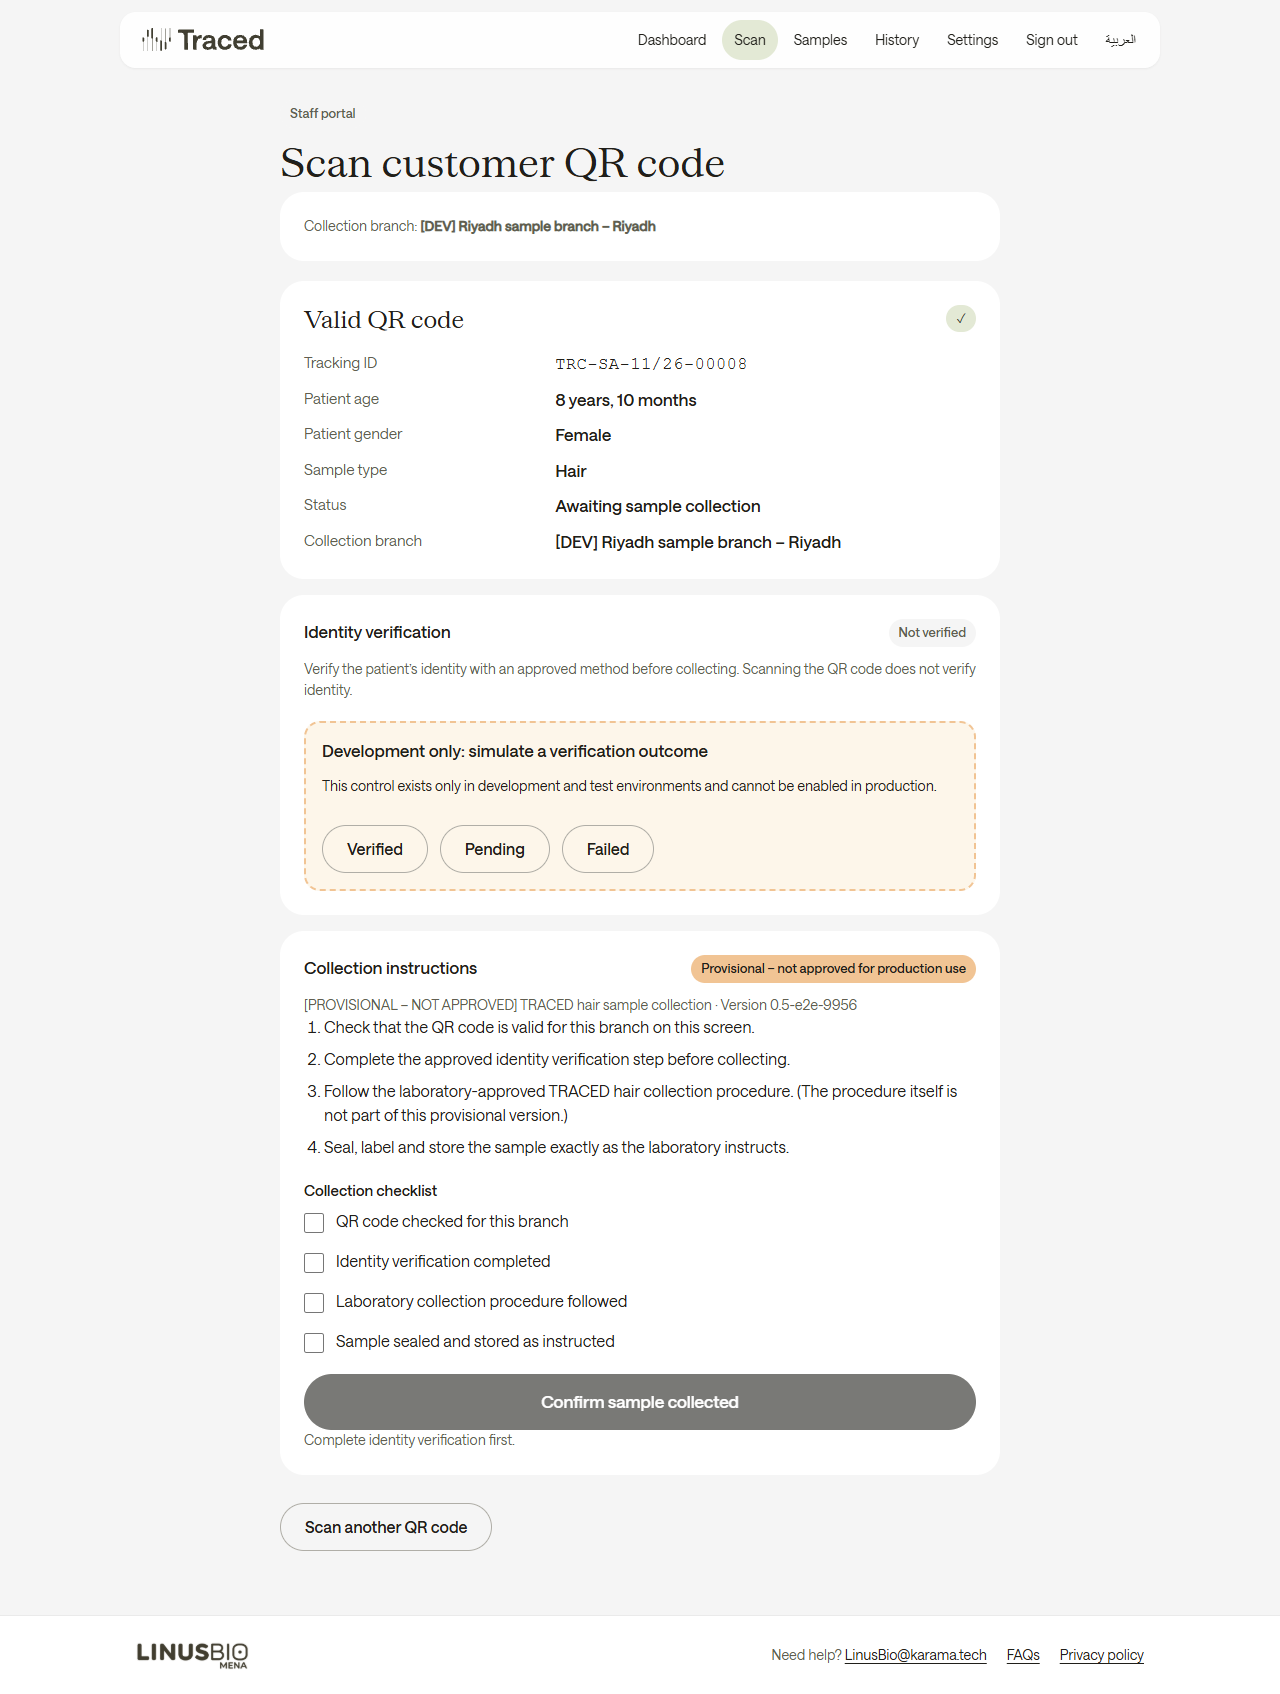 Traced
Dashboard
Scan
Samples
History
Settings
Sign out
العربية
Staff portal
Scan customer QR code
Collection branch: [DEV] Riyadh sample branch – Riyadh
Valid QR code
✓
Tracking ID
TRC-SA-11/26-00008
Patient age
8 years, 10 months
Patient gender
Female
Sample type
Hair
Status
Awaiting sample collection
Collection branch
[DEV] Riyadh sample branch – Riyadh
Identity verification
Not verified
Verify the patient's identity with an approved method before collecting. Scanning the QR code does not verify
identity.
Development only: simulate a verification outcome
This control exists only in development and test environments and cannot be enabled in production.
Verified
Pending
Failed
Collection instructions
Provisional – not approved for production use
[PROVISIONAL – NOT APPROVED] TRACED hair sample collection · Version 0.5-e2e-9956
1. Check that the QR code is valid for this branch on this screen.
2. Complete the approved identity verification step before collecting.
3. Follow the laboratory-approved TRACED hair collection procedure. (The procedure itself is
not part of this provisional version.)
4. Seal, label and store the sample exactly as the laboratory instructs.
Collection checklist
QR code checked for this branch
Identity verification completed
Laboratory collection procedure followed
Sample sealed and stored as instructed
Confirm sample collected
Complete identity verification first.
Scan another QR code
LINUSBIO
MENA
Need help? LinusBio@karama.tech
FAQs
Privacy policy